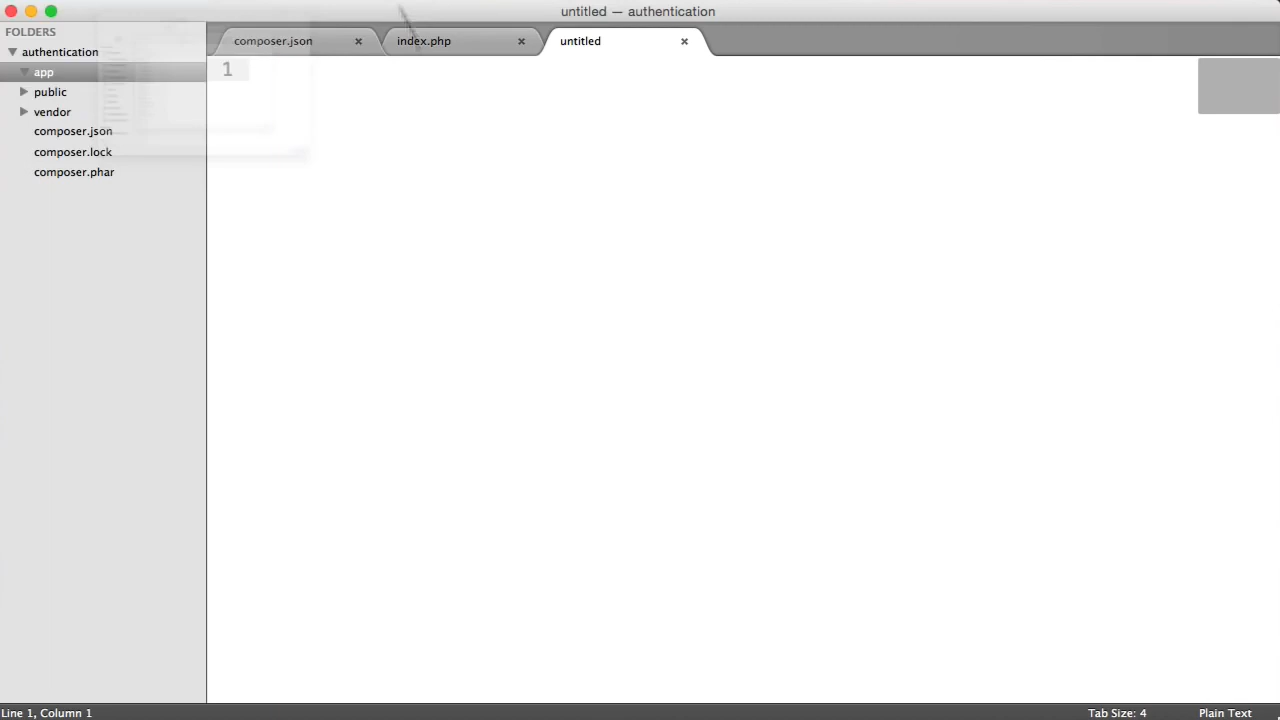 untitled — authentication
FOLDERS
authentication
app
public
vendor
composer.json
composer.lock
composer.phar
composer.json ×
index.php ×
untitled ×
1
Line 1, Column 1
Tab Size: 4
Plain Text